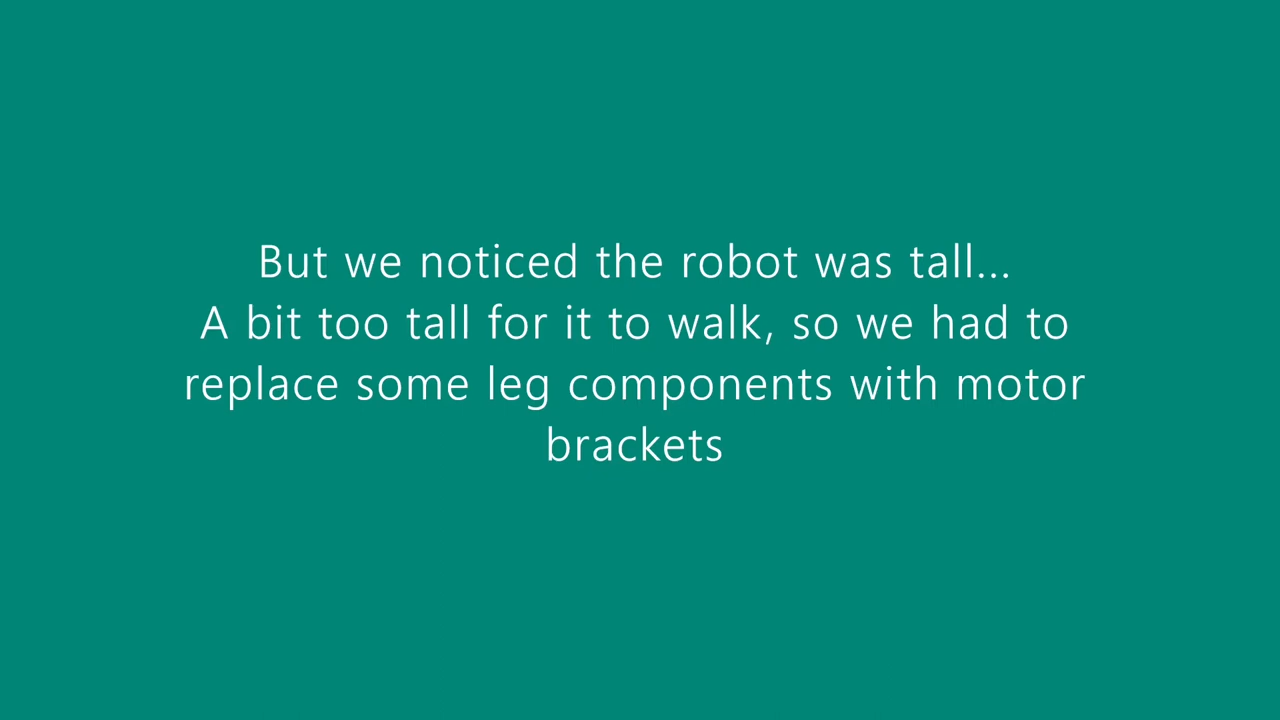 But we noticed the robot was tall...
A bit too tall for it to walk, so we had to
replace some leg components with motor
brackets